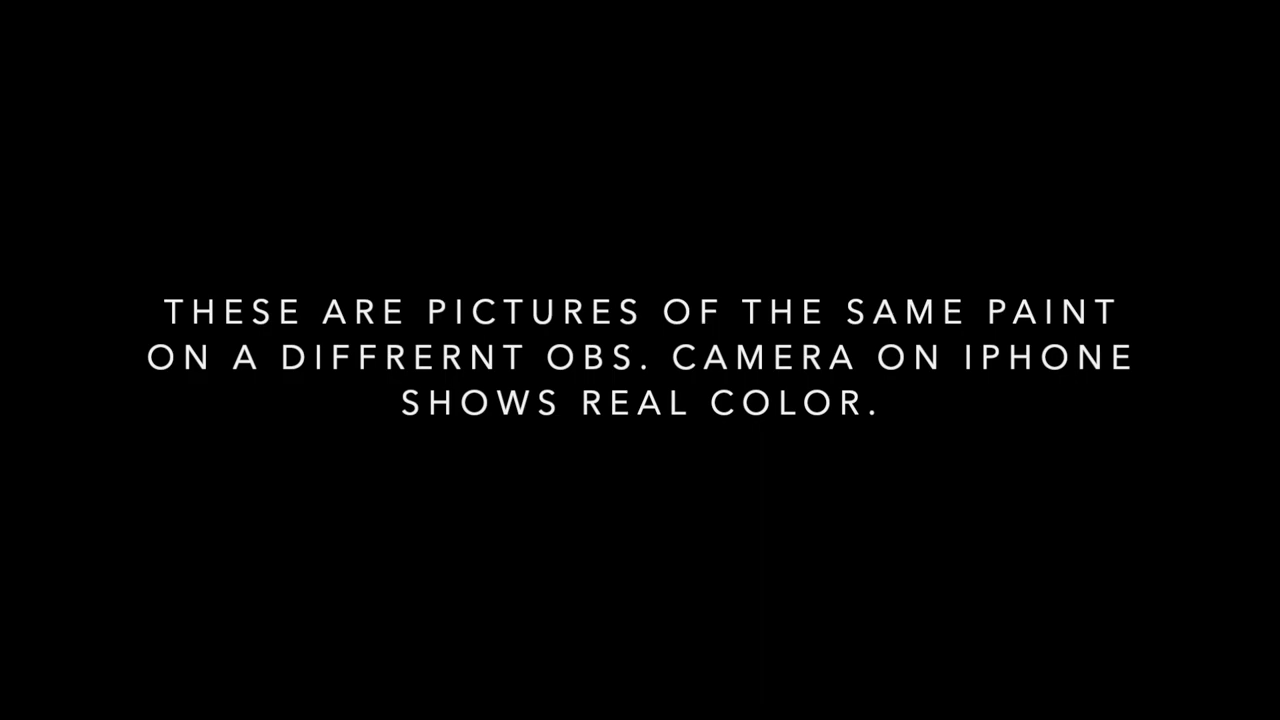 THESE ARE PICTURES OF THE SAME PAINT
ON A DIFFRERNT OBS. CAMERA ON IPHONE
SHOWS REAL COLOR.